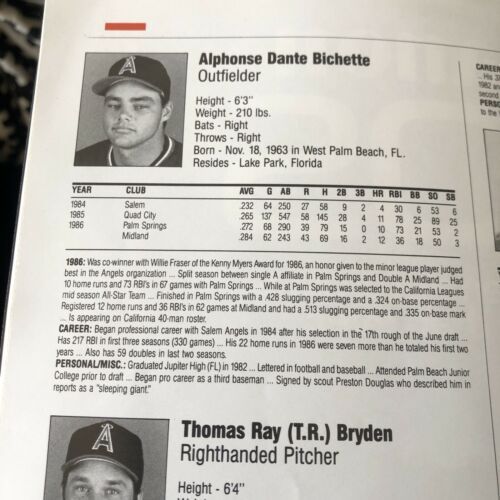 Alphonse Dante Bichette
Outfielder
Height - 6'3"
Weight - 210 lbs.
Bats - Right
Throws - Right
Born - Nov. 18, 1963 in West Palm Beach, FL.
Resides - Lake Park, Florida
CAREER
YEAR CLUB AVG G AB R H 2B 3B HR RBI BB SO SB
1984 Salem .232 64 250 27 58 9 2 4 30 6 53 6
1985 Quad City .265 137 547 58 145 28 4 11 78 25 89 25
1986 Palm Springs .272 68 290 39 79 15 0 10 73 21 53 2
Midland .284 62 243 43 69 16 2 12 36 18 50 3
1986: Was co-winner with Willie Fraser of the Kenny Myers Award for 1986, an honor given to the minor league player judged
best in the Angels organization ... Split season between single A affiliate in Palm Springs and Double A Midland ... Had
10 home runs and 73 RBI's in 67 games with Palm Springs ... While at Palm Springs was selected to the California Leagues
mid season All-Star Team ... Finished in Palm Springs with a .428 slugging percentage and a .324 on-base percentage ...
Registered 12 home runs and 36 RBI's in 62 games at Midland and had a .513 slugging percentage and .335 on-base mark
... Is appearing on California 40-man roster.
CAREER: Began professional career with Salem Angels in 1984 after his selection in the 17th rough of the June draft ...
Has 217 RBI in first three seasons (330 games) ... His 22 home runs in 1986 were seven more than he totaled his first two
years ... Also has 59 doubles in last two seasons.
PERSONAL/MISC.: Graduated Jupiter High (FL) in 1982 ... Lettered in football and baseball ... Attended Palm Beach Junior
College prior to draft ... Began pro career as a third baseman ... Signed by scout Preston Douglas who described him in
reports as a "sleeping giant."
Thomas Ray (T.R.) Bryden
Righthanded Pitcher
Height - 6'4"